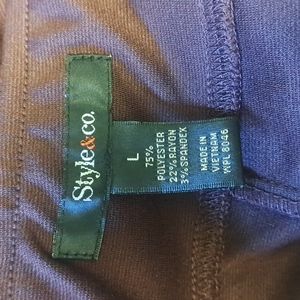 Style&co.
L
75%
POLYESTER
22% RAYON
3% SPANDEX
MADE IN
VIETNAM
WPL 8046